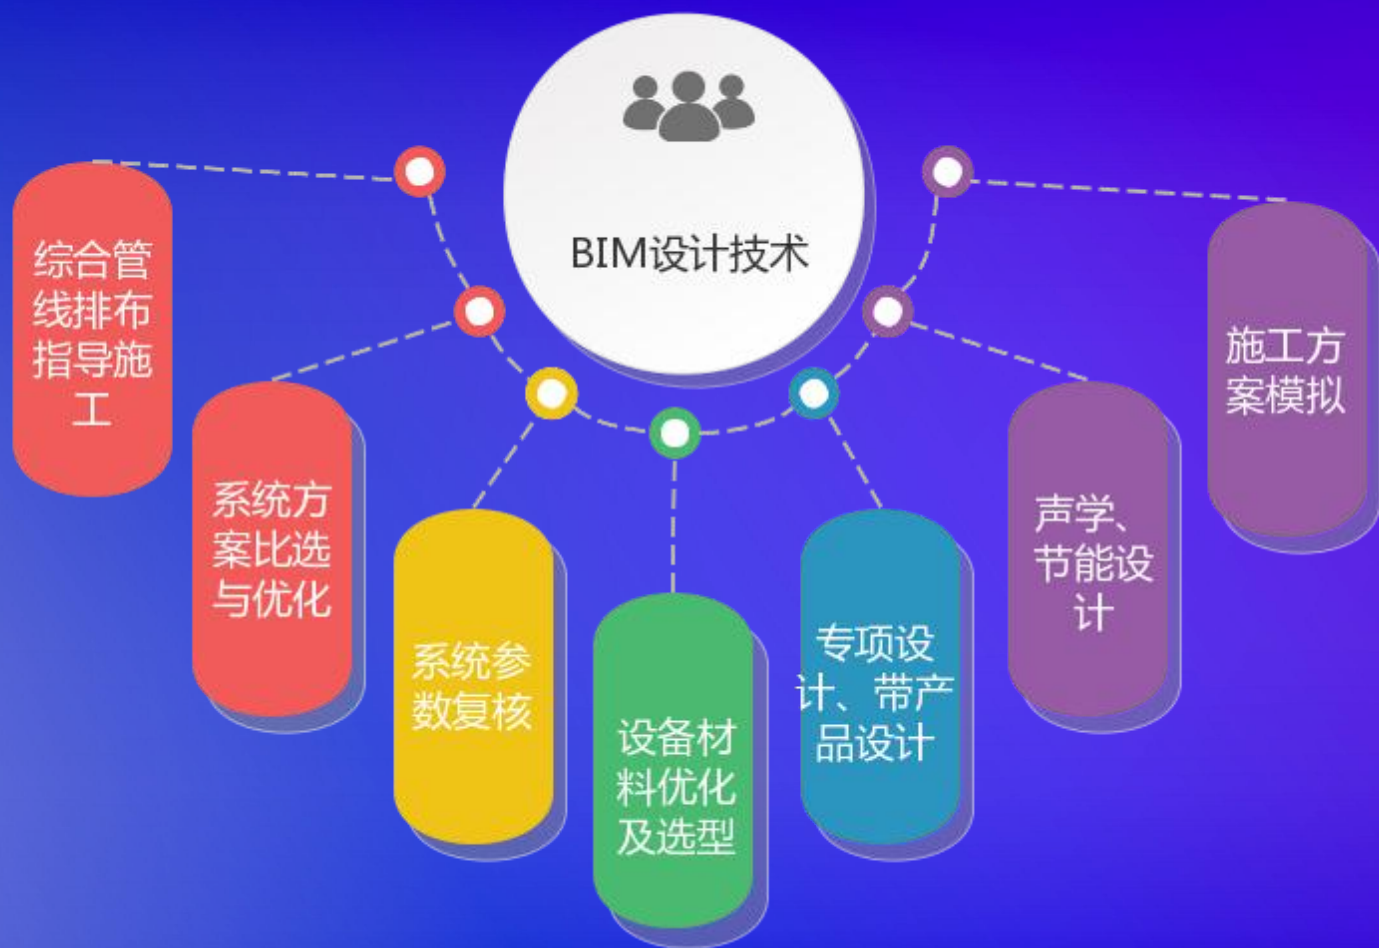 BIM设计技术
综合管
线排布
指导施
工
系统方
案比选
与优化
系统参
数复核
设备材
料优化
及选型
专项设
计、带产
品设计
声学、
节能设
计
施工方
案模拟